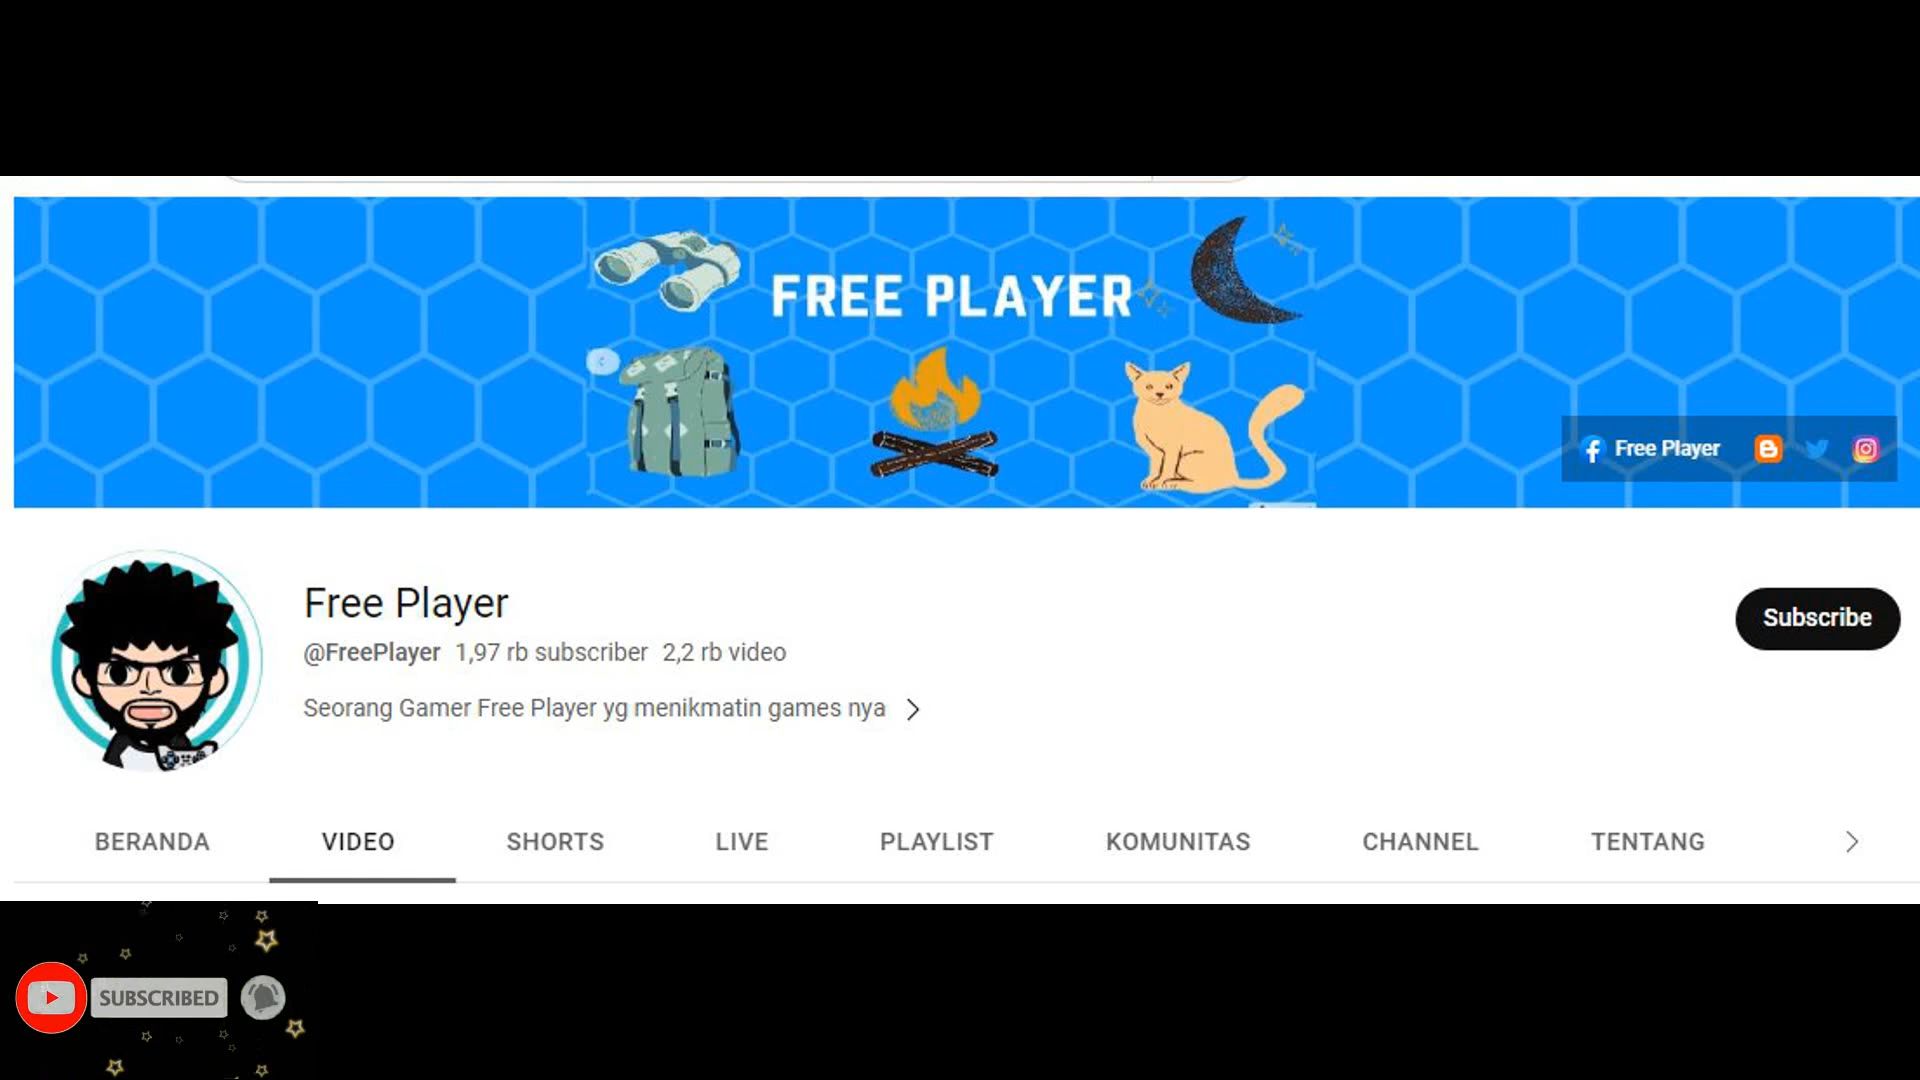 FREE PLAYER
Free Player
Free Player
Subscribe
@FreePlayer 1,97 rb subscriber 2,2 rb video
Seorang Gamer Free Player yg menikmatin games nya
BERANDA VIDEO SHORTS LIVE PLAYLIST KOMUNITAS CHANNEL TENTANG
SUBSCRIBED